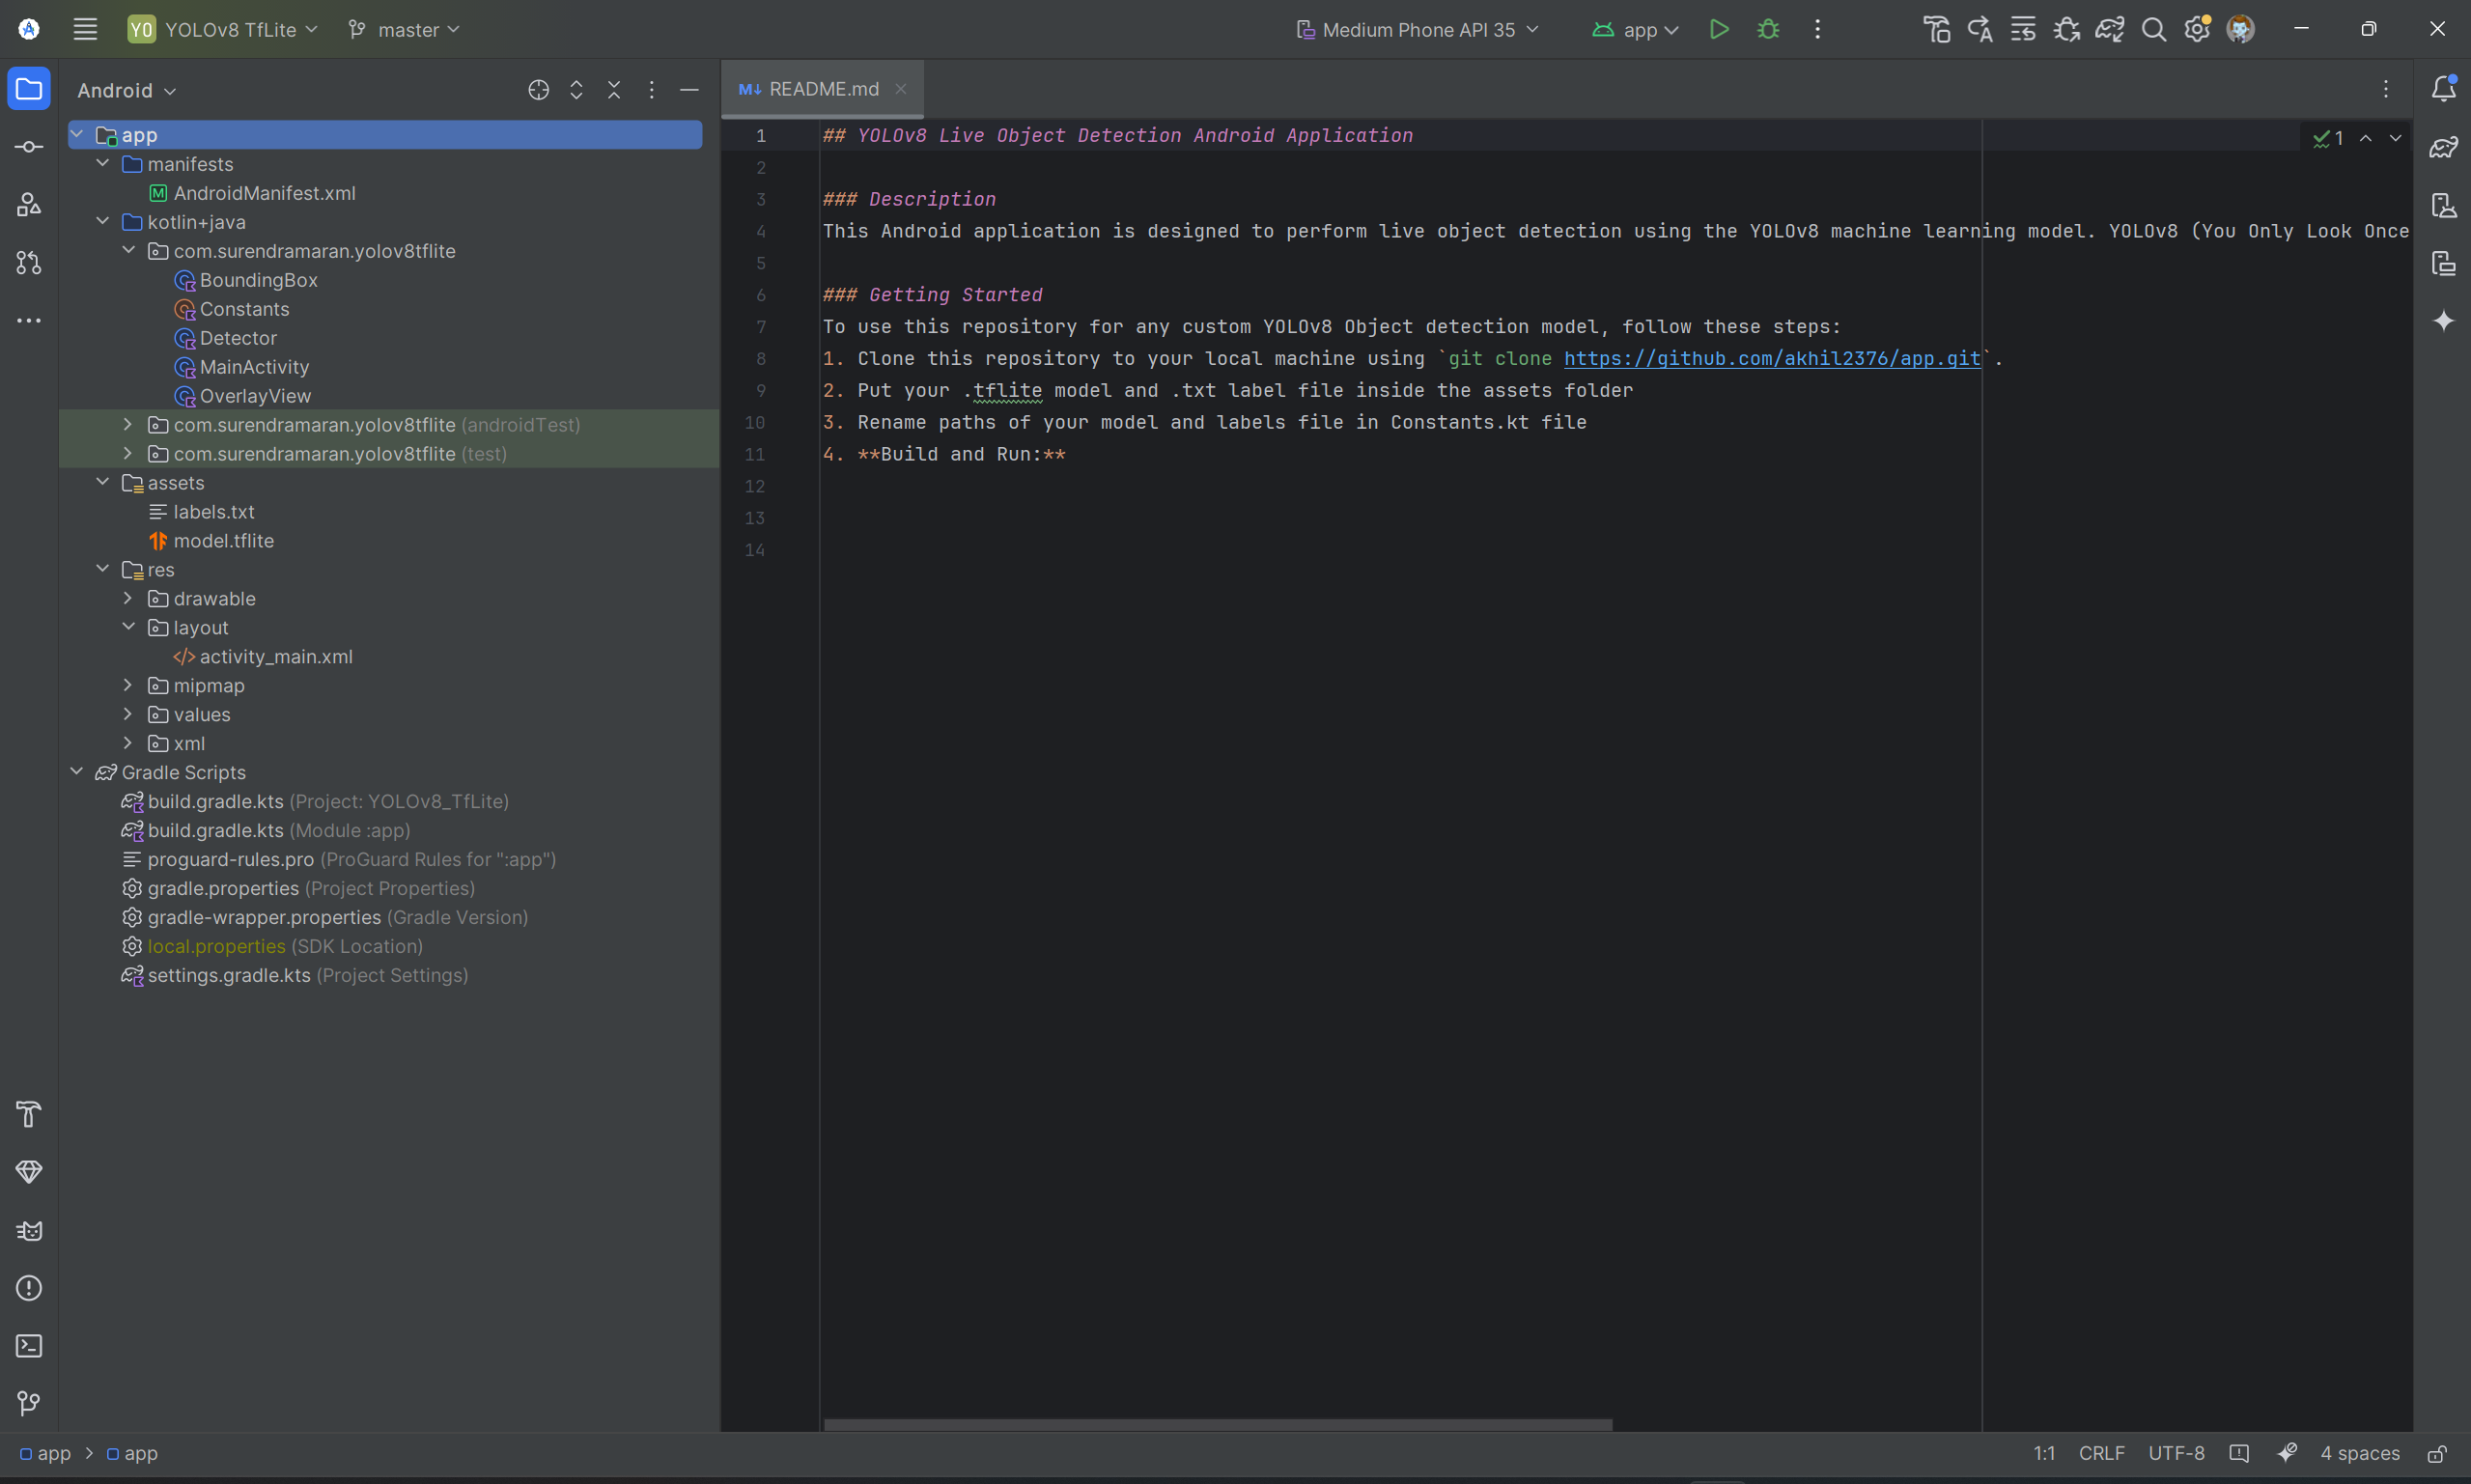 YO YOLOv8 TfLite master Medium Phone API 35 app
Android
README.md
app
manifests
AndroidManifest.xml
kotlin+java
com.surendramaran.yolov8tflite
BoundingBox
Constants
Detector
MainActivity
OverlayView
com.surendramaran.yolov8tflite (androidTest)
com.surendramaran.yolov8tflite (test)
assets
labels.txt
model.tflite
res
drawable
layout
activity_main.xml
mipmap
values
xml
Gradle Scripts
build.gradle.kts (Project: YOLOv8_TfLite)
build.gradle.kts (Module :app)
proguard-rules.pro (ProGuard Rules for ":app")
gradle.properties (Project Properties)
gradle-wrapper.properties (Gradle Version)
local.properties (SDK Location)
settings.gradle.kts (Project Settings)
1 ## YOLOv8 Live Object Detection Android Application
1
2
3 ### Description
4 This Android application is designed to perform live object detection using the YOLOv8 machine learning model. YOLOv8 (You Only Look Once
5
6 ### Getting Started
7 To use this repository for any custom YOLOv8 Object detection model, follow these steps:
8 1. Clone this repository to your local machine using `git clone https://github.com/akhil2376/app.git`.
9 2. Put your .tflite model and .txt label file inside the assets folder
10 3. Rename paths of your model and labels file in Constants.kt file
11 4. **Build and Run:**
12
13
14
app > app
1:1 CRLF UTF-8 4 spaces